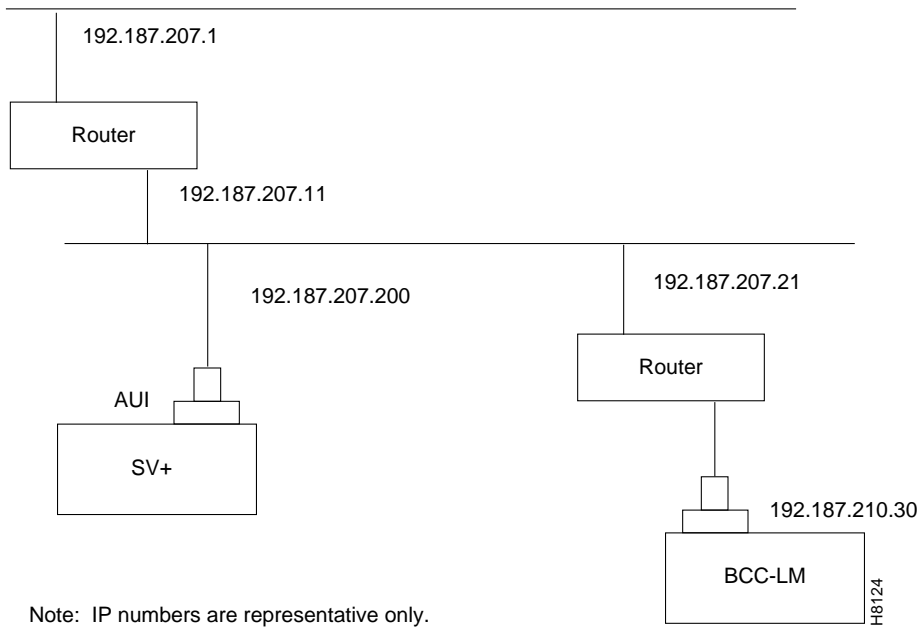 192.187.207.1
Router
192.187.207.11
192.187.207.200
192.187.207.21
Router
AUI
SV+
192.187.210.30
BCC-LM
H8124
Note: IP numbers are representative only.